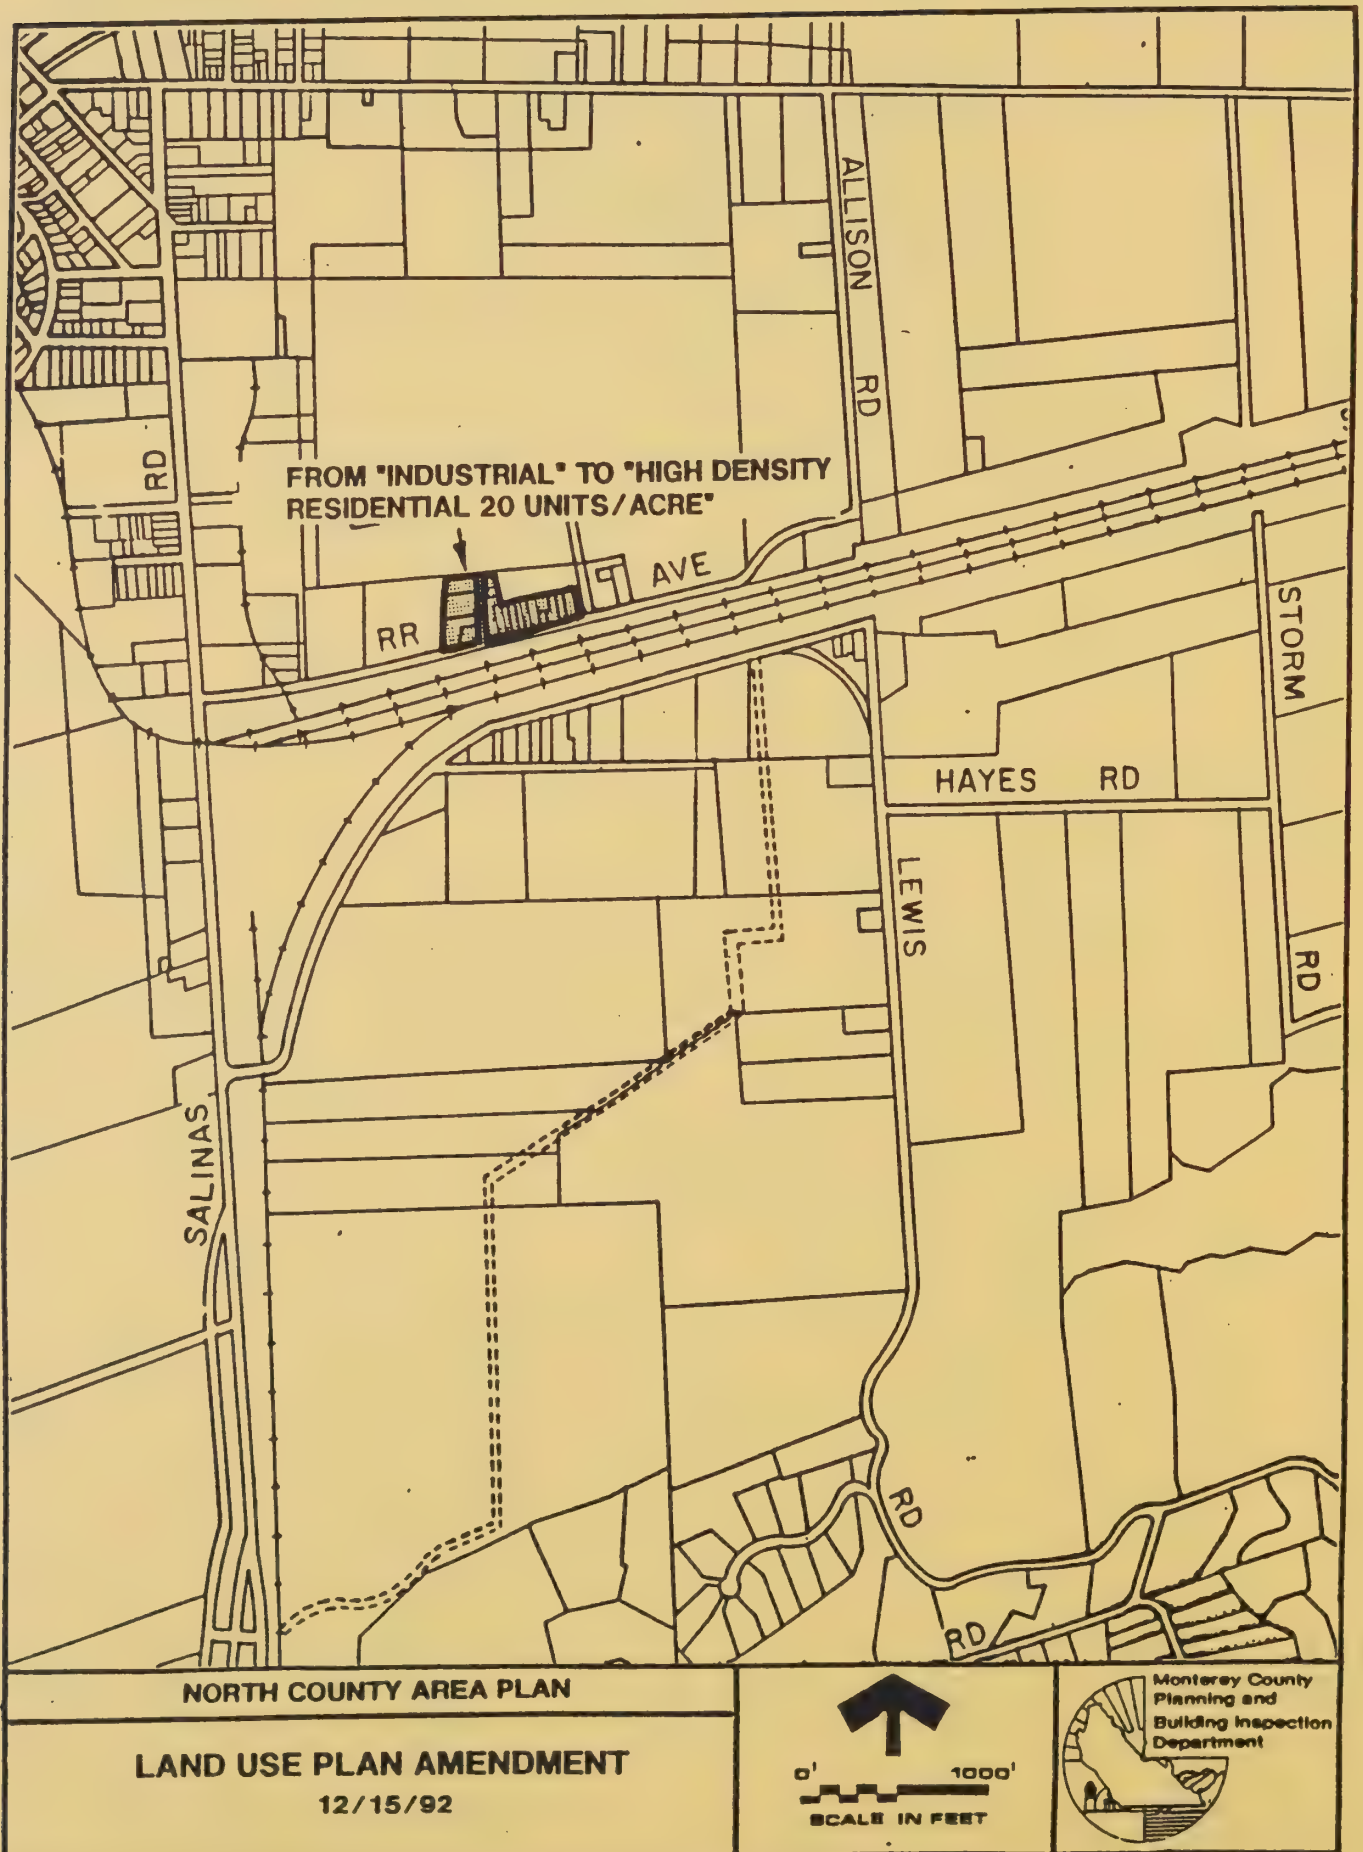 ALLISON
RD
RD
FROM "INDUSTRIAL" TO "HIGH DENSITY
RESIDENTIAL 20 UNITS/ACRE"
RR AVE
STORM
HAYES RD
LEWIS
RD
SALINAS
RD
RD
NORTH COUNTY AREA PLAN
LAND USE PLAN AMENDMENT
12/15/92
0' 1000'
SCALE IN FEET
Monterey County
Planning and
Building Inspection
Department